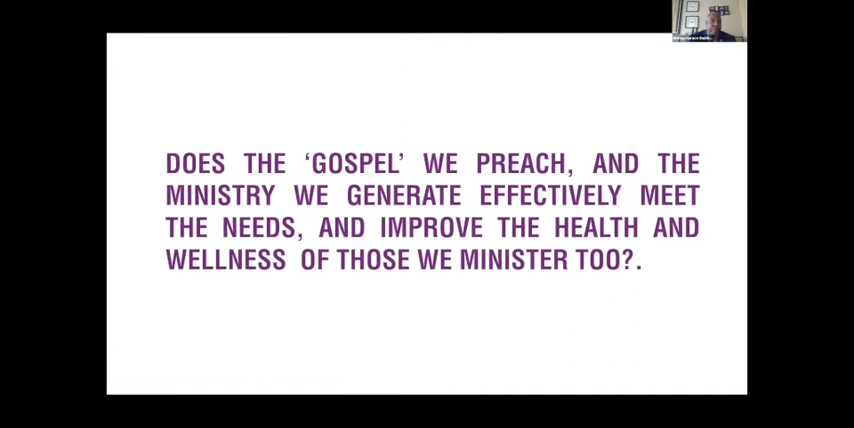 DOES THE ‘GOSPEL’ WE PREACH, AND THE
MINISTRY WE GENERATE EFFECTIVELY MEET
THE NEEDS, AND IMPROVE THE HEALTH AND
WELLNESS OF THOSE WE MINISTER TOO?.